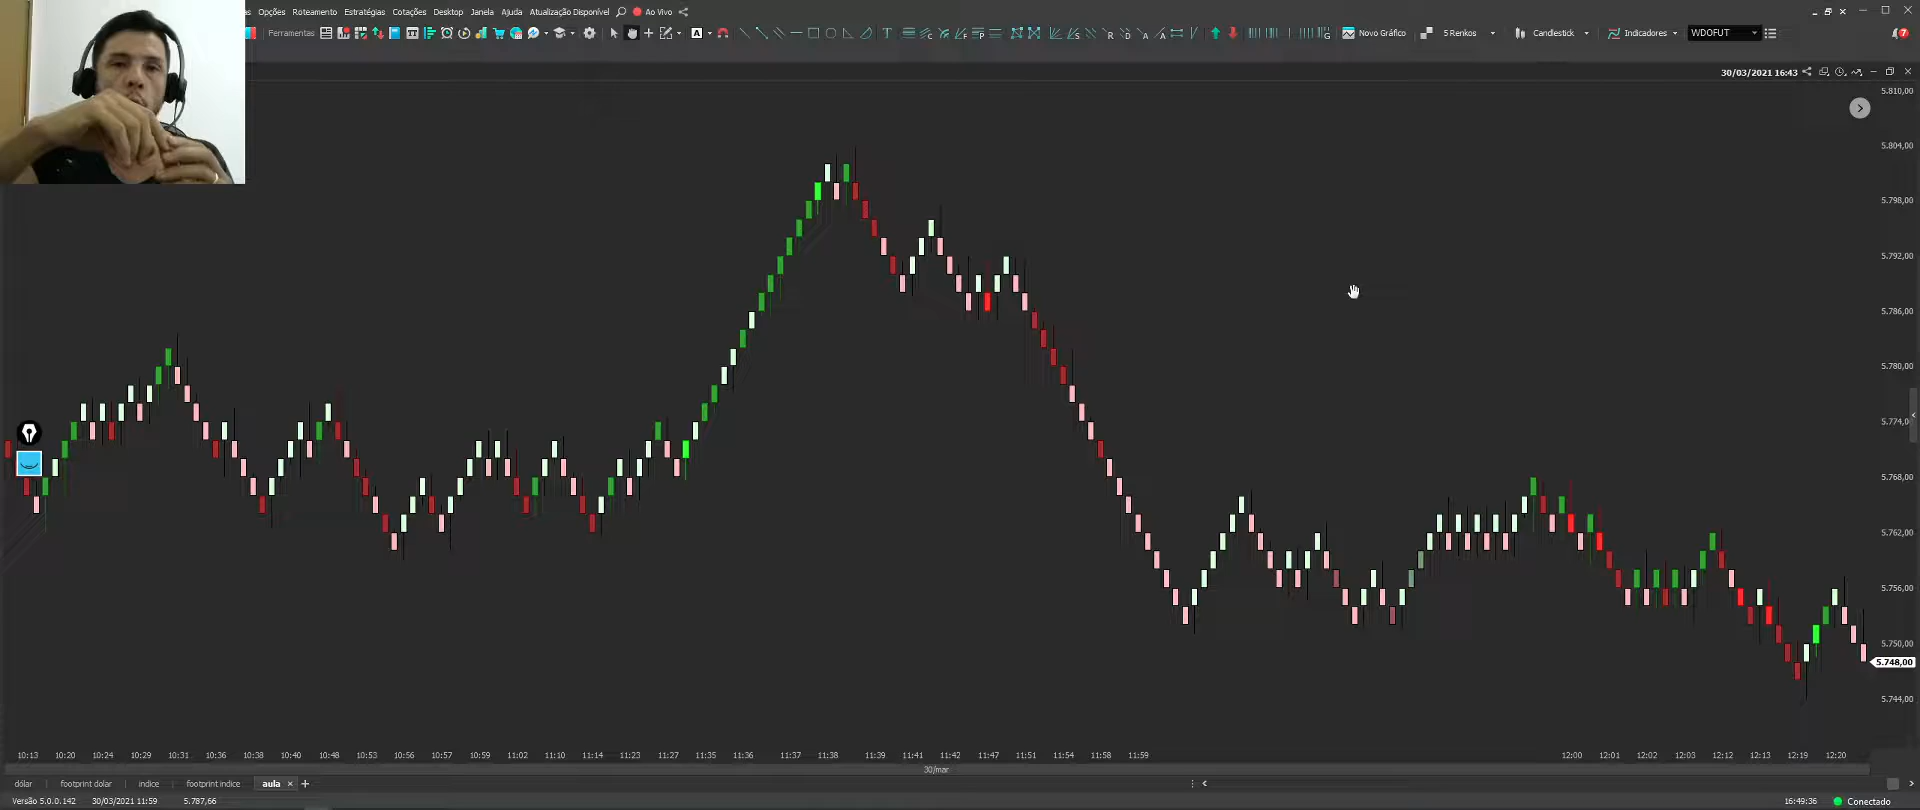 as Opções Roteamento Estratégias Cotações Desktop Janela Ajuda Atualização Disponível Ao Vivo
Ferramentas A T Novo Gráfico 5 Renkos Candlestick Indicadores WDOFUT 7
30/03/2021 16:43
5.810,00
5.804,00
5.798,00
5.792,00
5.786,00
5.780,00
5.774,00
5.768,00
5.762,00
5.756,00
5.750,00
5.748,00
5.744,00
10:13 10:20 10:24 10:29 10:31 10:36 10:38 10:40 10:48 10:53 10:56 10:57 10:59 11:02 11:10 11:14 11:23 11:27 11:35 11:36 11:37 11:38 11:39 11:41 11:42 11:47 11:51 11:54 11:58 11:59 12:00 12:01 12:02 12:03 12:12 12:13 12:19 12:20
30/mar
dólar footprint dolar indice footprint indice aula
Versão 5.0.0.142 30/03/2021 11:59 5.787,66 16:49:36 Conectado